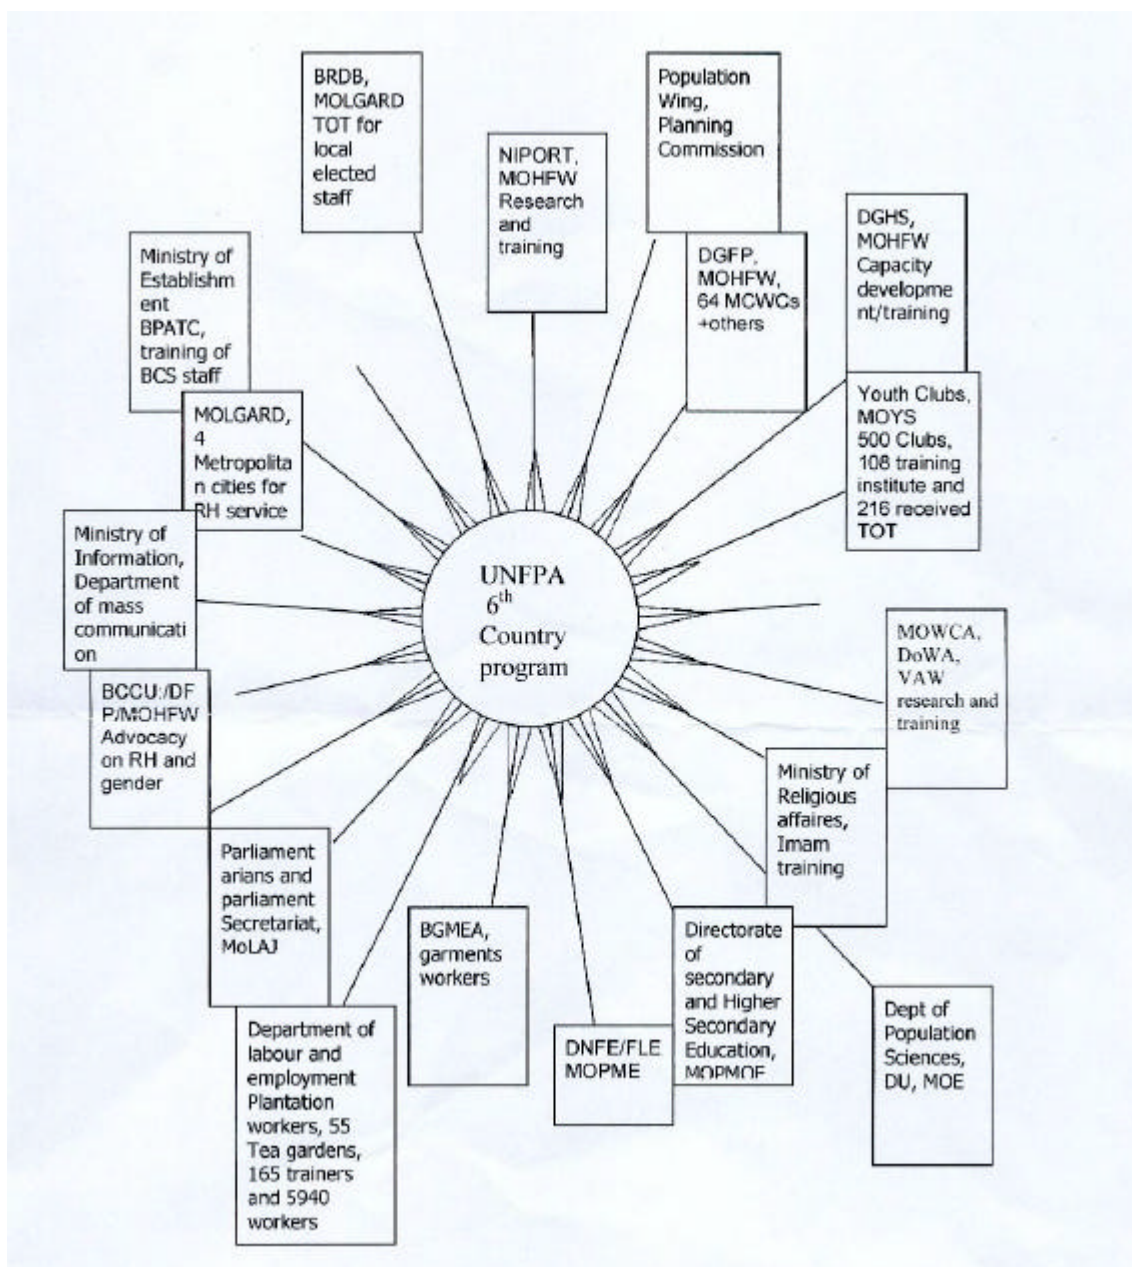 BRDB,
MOLGARD
TOT for
local
elected
staff
NIPORT,
MOHFW
Research
and
training
Population
Wing,
Planning
Commission
DGFP,
MOHFW,
64 MCWCs
+others
DGHS,
MOHFW
Capacity
developme
nt/training
Youth Clubs,
MOYS
500 Clubs,
108 training
institute and
216 received
TOT
Ministry of
Establishm
ent
BPATC,
training of
BCS staff
MOLGARD,
4
Metropolita
n cities for
RH service
Ministry of
Information,
Department
of mass
communicati
on
UNFPA
6th
Country
program
MOWCA,
DoWA,
VAW
research and
training
BCCU:/DF
P/MOHFW
Advocacy
on RH and
gender
Ministry of
Religious
affaires,
Imam
training
Parliament
arians and
parliament
Secretariat,
MoLAJ
BGMEA,
garments
workers
Directorate
of
secondary
and Higher
Secondary
Education,
MOPMOE
DNFE/FLE
MOPME
Dept of
Population
Sciences,
DU, MOE
Department of
labour and
employment
Plantation
workers, 55
Tea gardens,
165 trainers
and 5940
workers